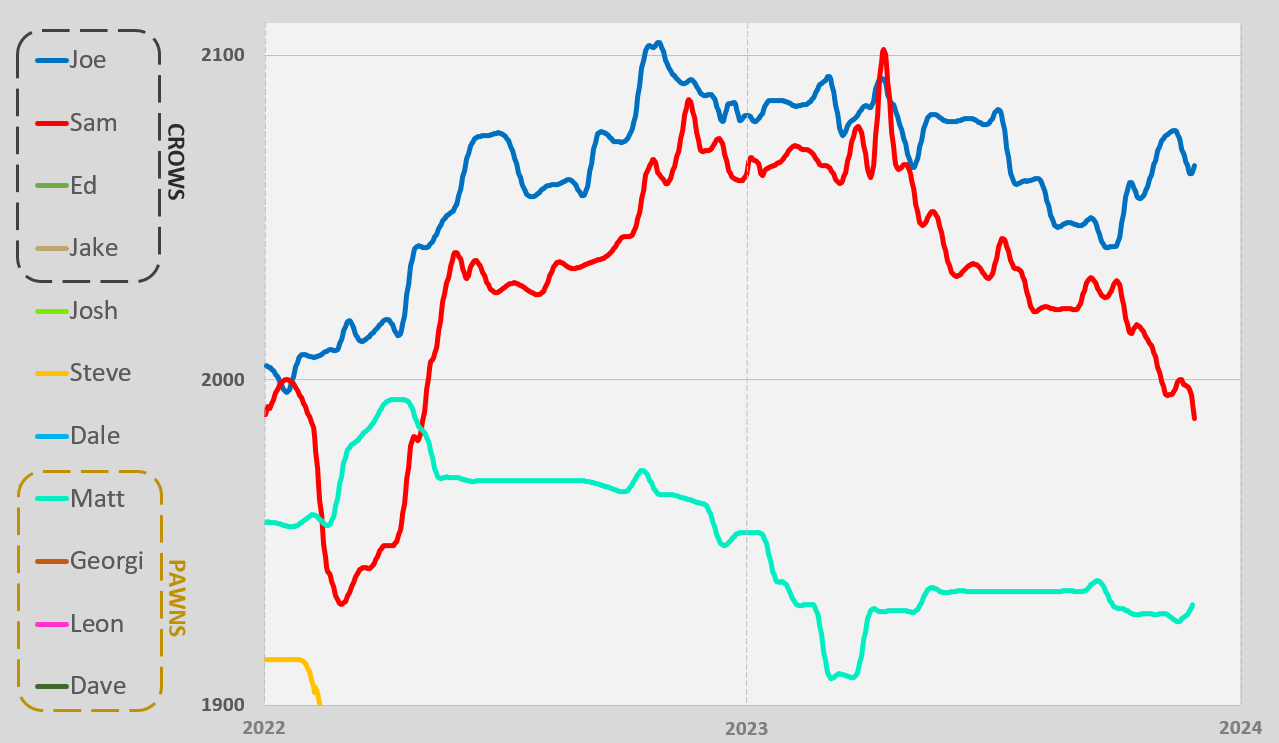 Joe
Sam
Ed
Jake
CROWS
Josh
Steve
Dale
Matt
Georgi
Leon
Dave
PAWNS
2100
2000
1900
2022
2023
2024